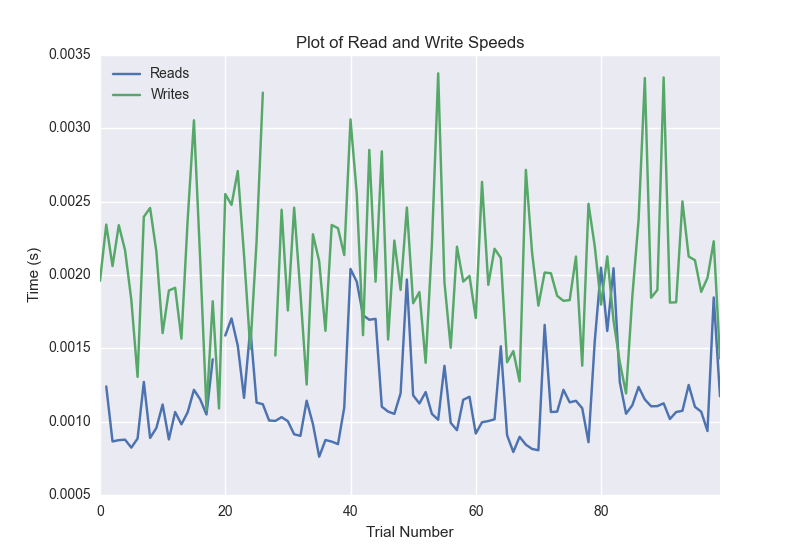 Plot of Read and Write Speeds
0.0035
0.0030
0.0025
0.0020
0.0015
0.0010
0.0005
Time (s)
Reads
Writes
0 20 40 60 80
Trial Number